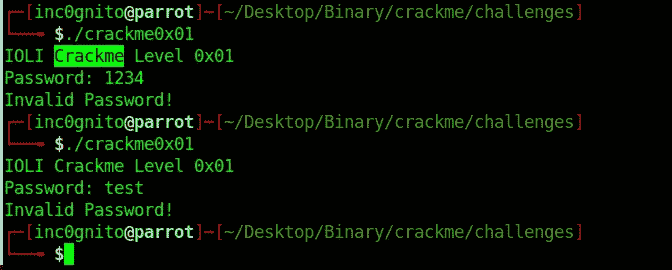 ┌─[inc0gnito@parrot]─[~/Desktop/Binary/crackme/challenges]
└──╼ $./crackme0x01
IOLI Crackme Level 0x01
Password: 1234
Invalid Password!
┌─[inc0gnito@parrot]─[~/Desktop/Binary/crackme/challenges]
└──╼ $./crackme0x01
IOLI Crackme Level 0x01
Password: test
Invalid Password!
┌─[inc0gnito@parrot]─[~/Desktop/Binary/crackme/challenges]
└──╼ $